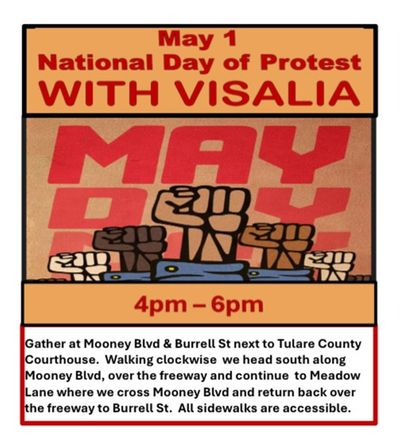 May 1
National Day of Protest
WITH VISALIA
MAY
DAY
4pm – 6pm
Gather at Mooney Blvd & Burrell St next to Tulare County
Courthouse. Walking clockwise we head south along
Mooney Blvd, over the freeway and continue to Meadow
Lane where we cross Mooney Blvd and return back over
the freeway to Burrell St. All sidewalks are accessible.